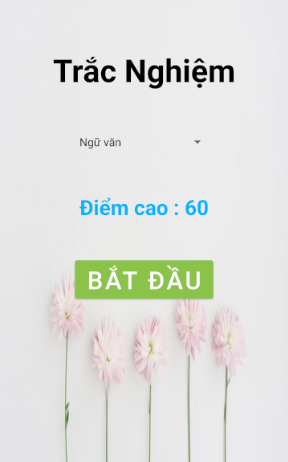 Trắc Nghiệm
Ngữ văn
Điểm cao : 60
BẮT ĐẦU